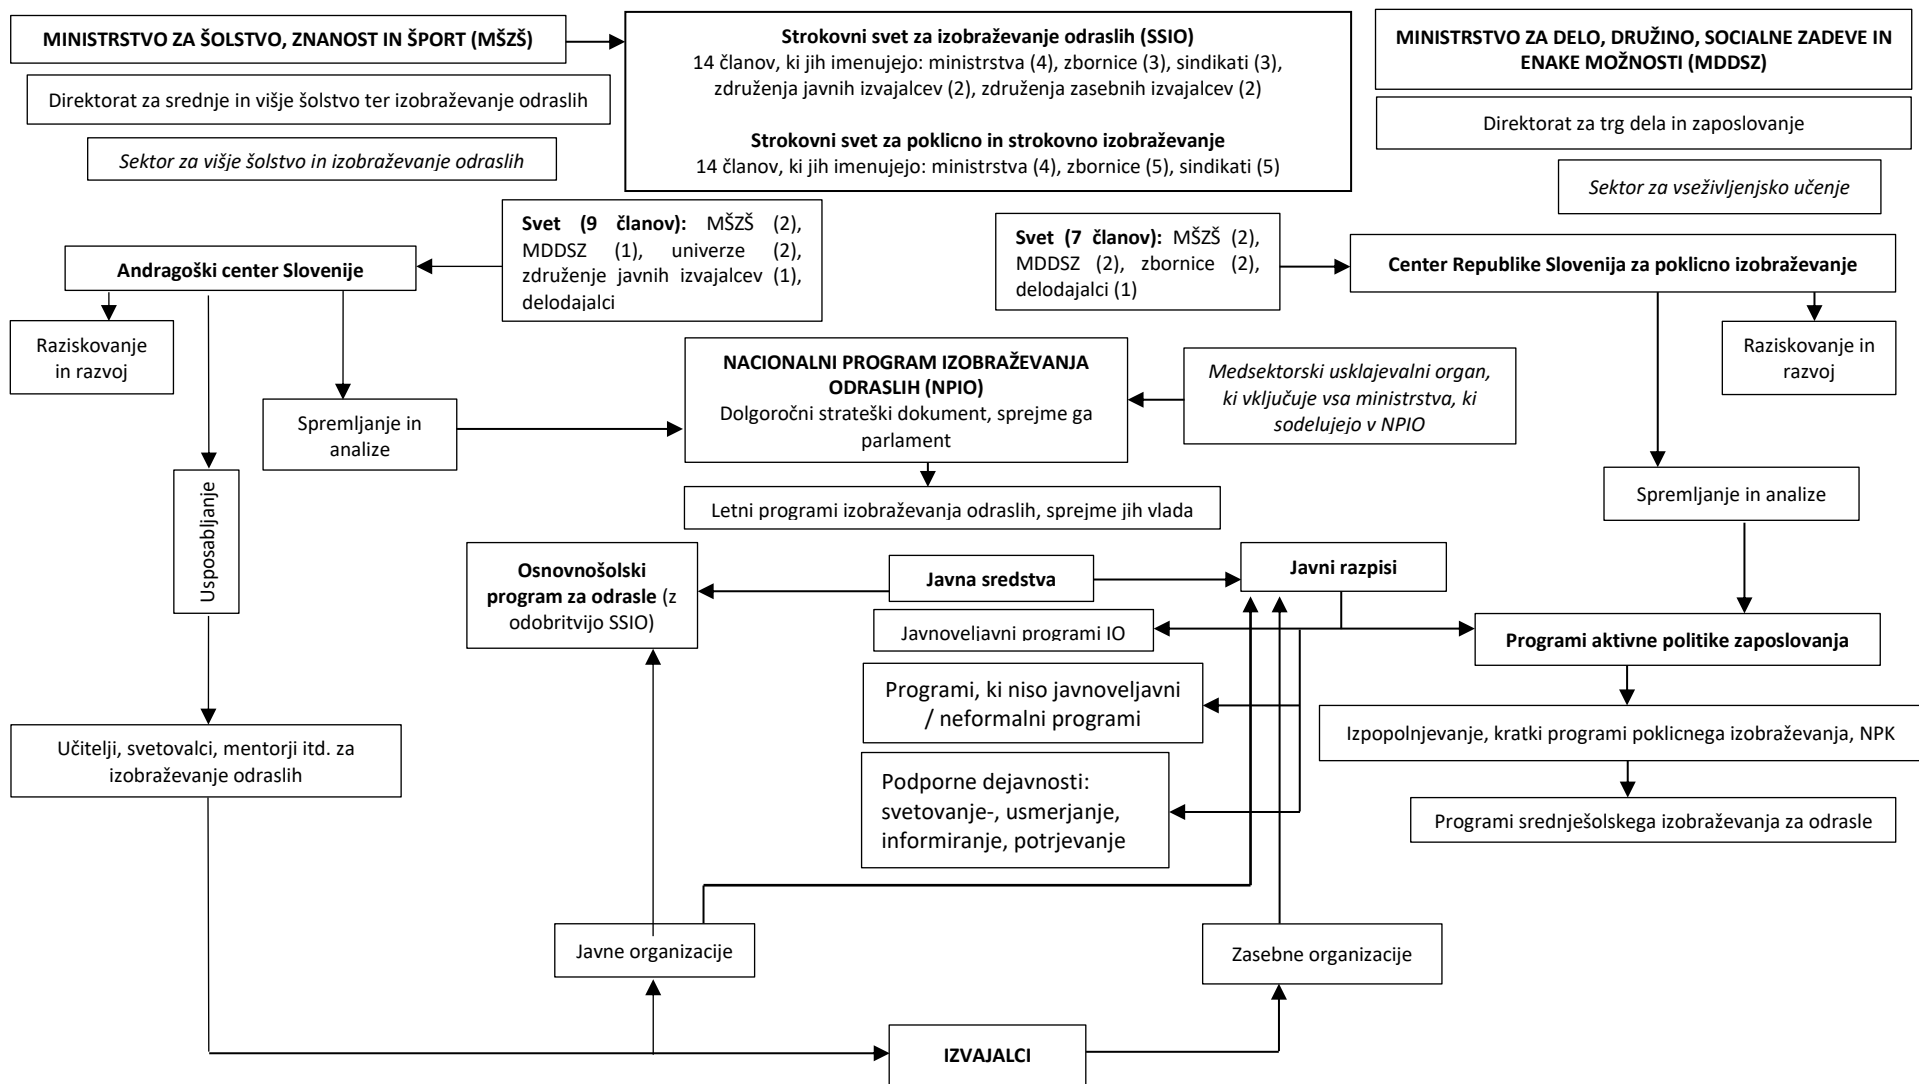 MINISTRSTVO ZA ŠOLSTVO, ZNANOST IN ŠPORT (MŠZŠ)
Direktorat za srednje in višje šolstvo ter izobraževanje odraslih
Sektor za višje šolstvo in izobraževanje odraslih
Strokovni svet za izobraževanje odraslih (SSIO)
14 članov, ki jih imenujejo: ministrstva (4), zbornice (3), sindikati (3),
združenja javnih izvajalcev (2), združenja zasebnih izvajalcev (2)
Strokovni svet za poklicno in strokovno izobraževanje
14 članov, ki jih imenujejo: ministrstva (4), zbornice (5), sindikati (5)
MINISTRSTVO ZA DELO, DRUŽINO, SOCIALNE ZADEVE IN
ENAKE MOŽNOSTI (MDDSZ)
Direktorat za trg dela in zaposlovanje
Sektor za vseživljenjsko učenje
Andragoški center Slovenije
Svet (9 članov): MŠZŠ (2),
MDDSZ (1), univerze (2),
združenje javnih izvajalcev (1),
delodajalci
Svet (7 članov): MŠZŠ (2),
MDDSZ (2), zbornice (2),
delodajalci (1)
Center Republike Slovenija za poklicno izobraževanje
Raziskovanje
in razvoj
Spremljanje in
analize
NACIONALNI PROGRAM IZOBRAŽEVANJA
ODRASLIH (NPIO)
Dolgoročni strateški dokument, sprejme ga
parlament
Medsektorski usklajevalni organ,
ki vključuje vsa ministrstva, ki
sodelujejo v NPIO
Raziskovanje in
razvoj
Usposabljanje
Letni programi izobraževanja odraslih, sprejme jih vlada
Spremljanje in analize
Osnovnošolski
program za odrasle (z
odobritvijo SSIO)
Javna sredstva
Javni razpisi
Javnoveljavni programi IO
Programi aktivne politike zaposlovanja
Programi, ki niso javnoveljavni
/ neformalni programi
Učitelji, svetovalci, mentorji itd. za
izobraževanje odraslih
Izpopolnjevanje, kratki programi poklicnega izobraževanja, NPK
Podporne dejavnosti:
svetovanje-, usmerjanje,
informiranje, potrjevanje
Programi srednješolskega izobraževanja za odrasle
Javne organizacije
Zasebne organizacije
IZVAJALCI